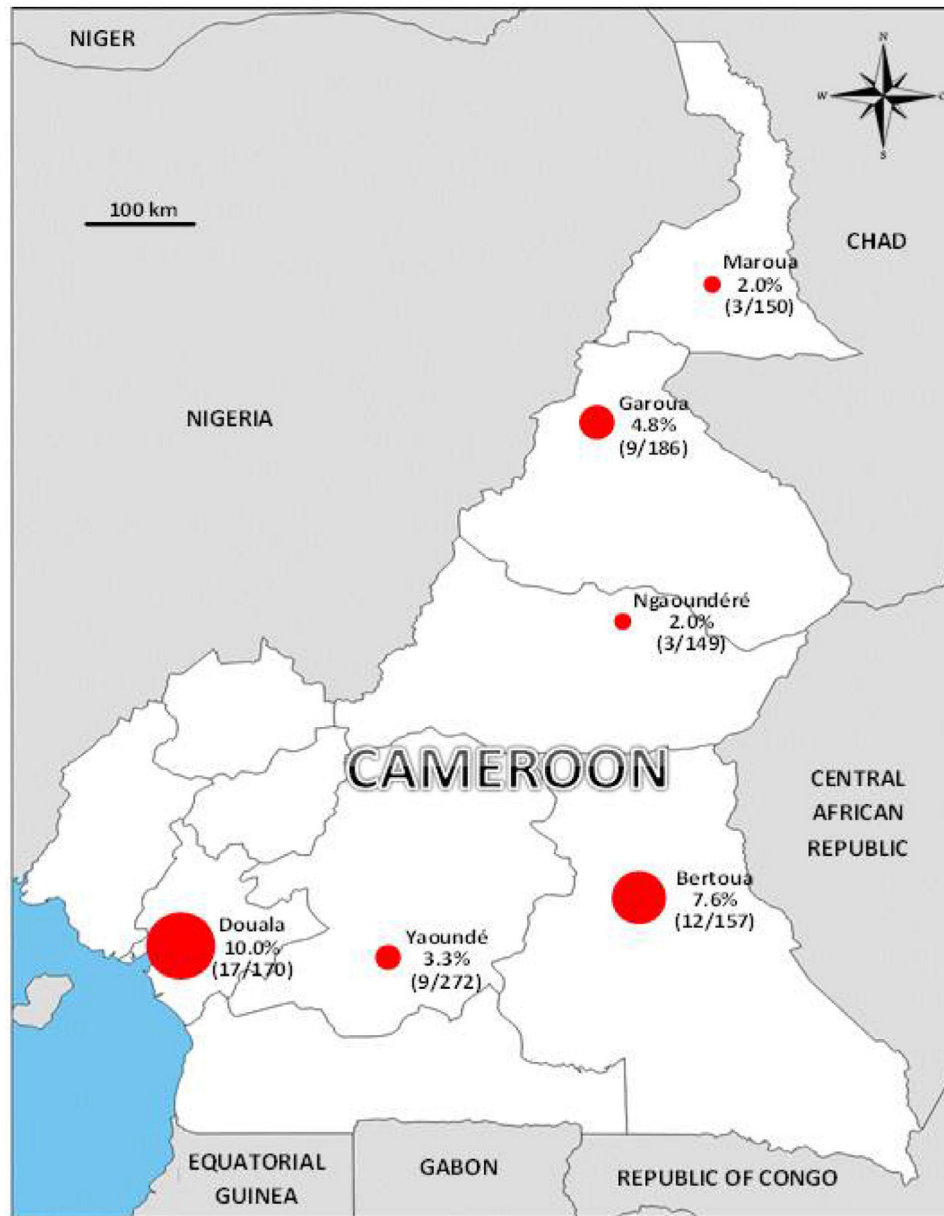 NIGER
N
W
O
S
100 km
CHAD
Maroua
2.0%
(3/150)
NIGERIA
Garoua
4.8%
(9/186)
Ngaoundéré
2.0%
(3/149)
CAMEROON
CENTRAL
AFRICAN
REPUBLIC
Bertoua
7.6%
(12/157)
Douala
10.0%
(17/170)
Yaoundé
3.3%
(9/272)
EQUATORIAL
GUINEA
GABON
REPUBLIC OF CONGO